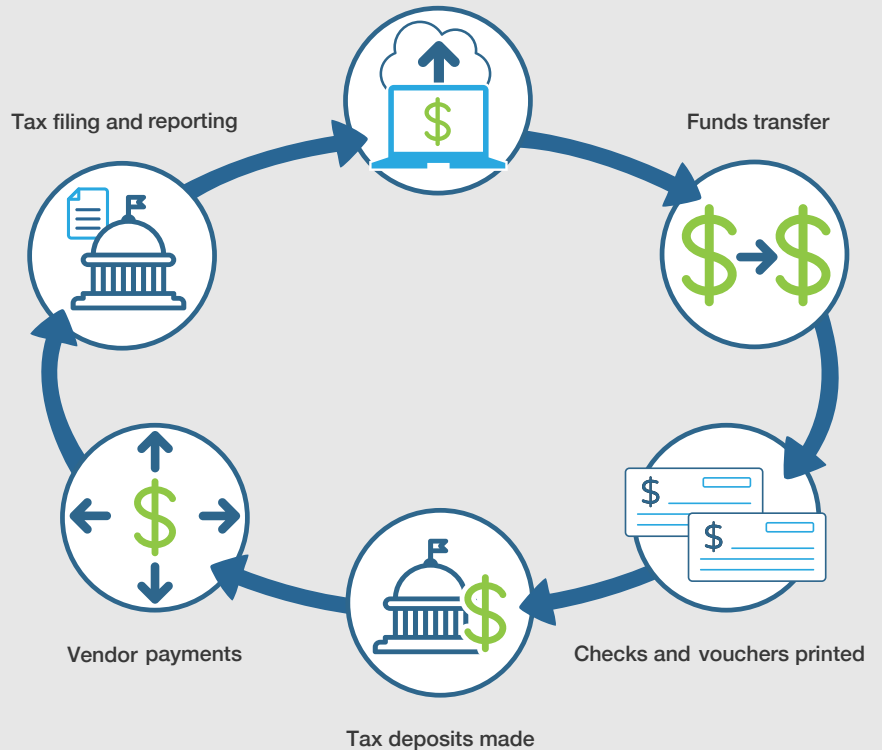 Tax filing and reporting
Funds transfer
Vendor payments
Checks and vouchers printed
Tax deposits made